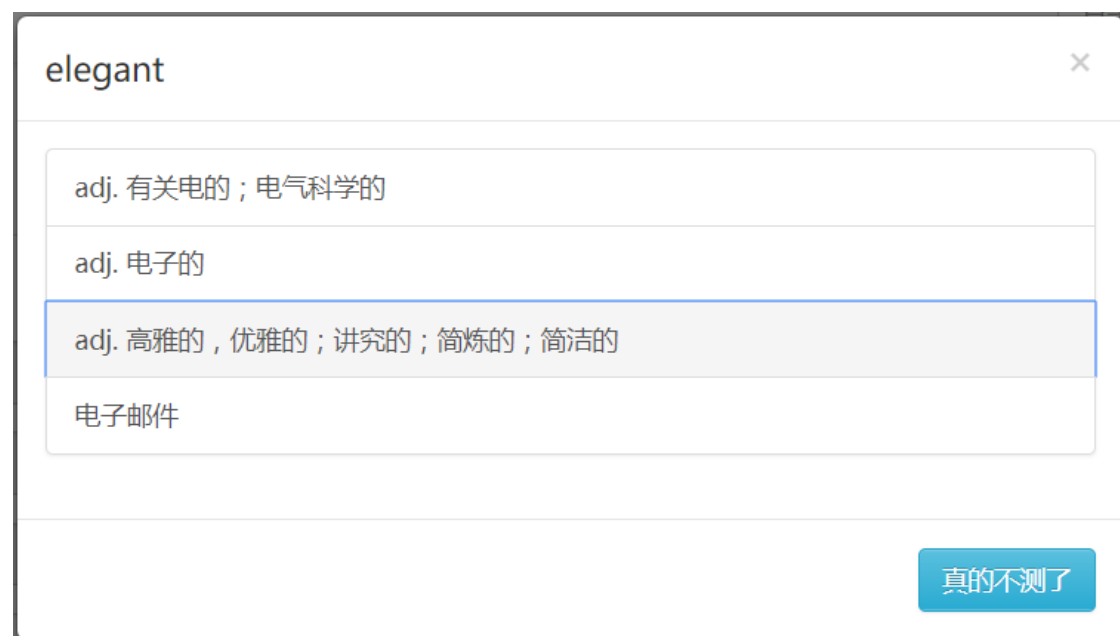 elegant
×
adj. 有关电的；电气科学的
adj. 电子的
adj. 高雅的，优雅的；讲究的；简炼的；简洁的
电子邮件
真的不测了